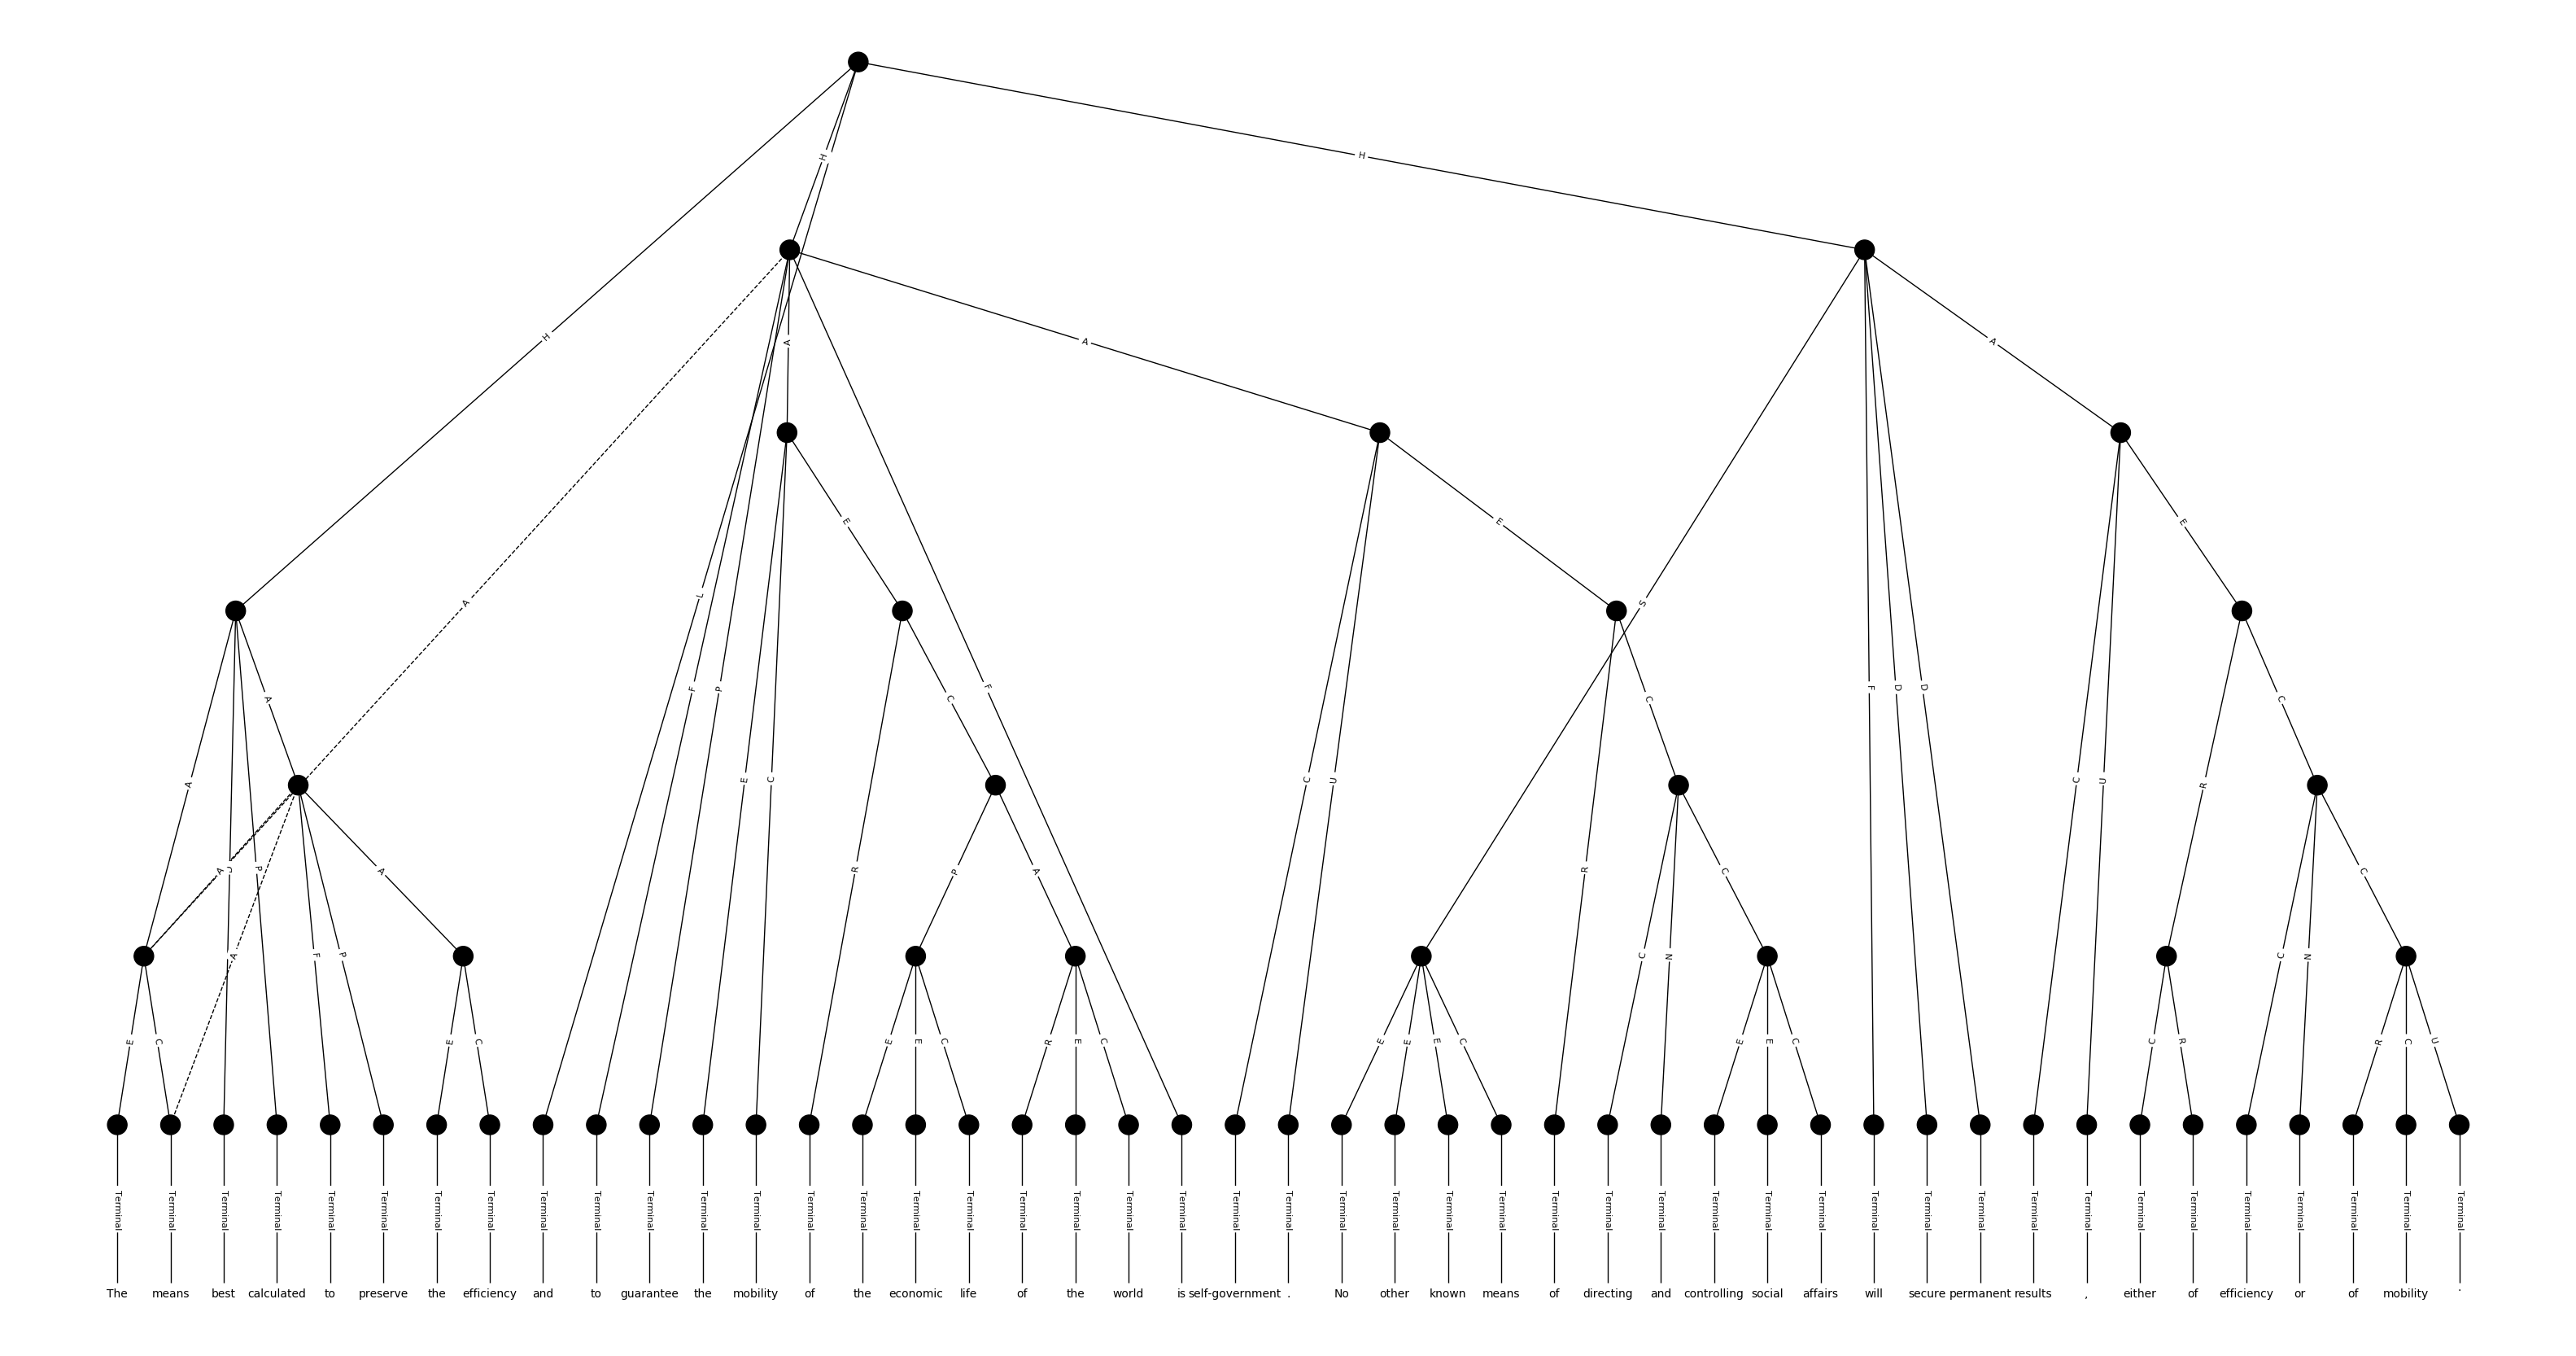 H
H
H
A
A
A
E
E
E
L
S
A
F
P
F
F
D
D
C
C
C
A
A
E
C
C
U
C
U
R
R
R
A
D
P
A
P
A
C
C
A
F
P
C
N
C
N
E
C
E
C
E
E
C
R
E
C
E
E
E
C
E
E
C
C
R
R
C
U
Terminal Terminal Terminal Terminal Terminal Terminal Terminal Terminal Terminal Terminal Terminal Terminal Terminal Terminal Terminal Terminal Terminal Terminal Terminal Terminal Terminal Terminal Terminal Terminal Terminal Terminal Terminal Terminal Terminal Terminal Terminal Terminal Terminal Terminal Terminal Terminal Terminal Terminal Terminal Terminal Terminal Terminal Terminal Terminal Terminal
The means best calculated to preserve the efficiency and to guarantee the mobility of the economic life of the world is self-government . No other known means of directing and controlling social affairs will secure permanent results , either of efficiency or of mobility .